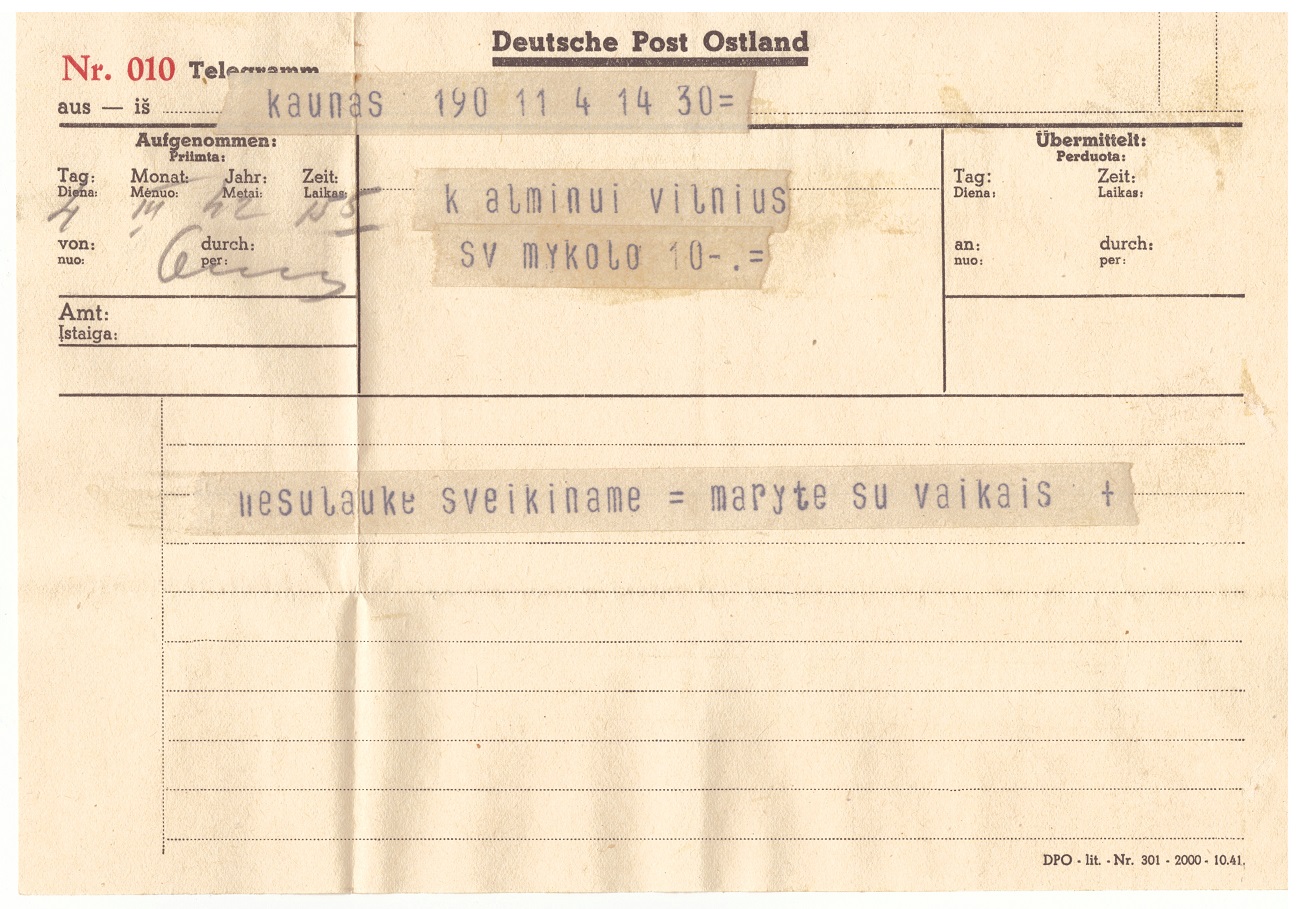 Deutsche Post Ostland
Nr. 010 Telegramm
aus — iš kaunas 190 11 4 14 30=
Aufgenommen:
Priimta:
Tag: Monat: Jahr: Zeit:
Diena: Mėnuo: Metai: Laikas:
4 III 42
von: durch:
nuo: per:
Amt:
Įstaiga:
k alminui vilnius
sv mykolo 10-.=
Übermittelt:
Perduota:
Tag: Zeit:
Diena: Laikas:
an: durch:
nuo: per:
nesulaukė sveikiname = maryte su vaikais +
DPO - lit. - Nr. 301 - 2000 - 10.41.